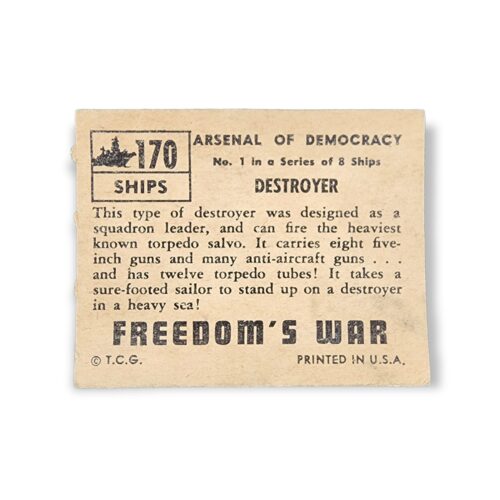 170
SHIPS
ARSENAL OF DEMOCRACY
No. 1 in a Series of 8 Ships
DESTROYER
This type of destroyer was designed as a
squadron leader, and can fire the heaviest
known torpedo salvo. It carries eight five-
inch guns and many anti-aircraft guns . . .
and has twelve torpedo tubes! It takes a
sure-footed sailor to stand up on a destroyer
in a heavy sea!
FREEDOM'S WAR
© T.C.G.
PRINTED IN U.S.A.